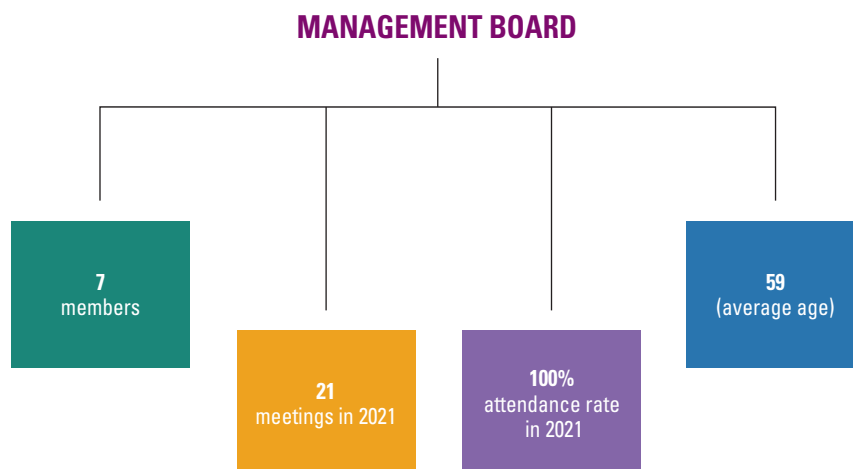 MANAGEMENT BOARD
7
members
21
meetings in 2021
100%
attendance rate
in 2021
59
(average age)